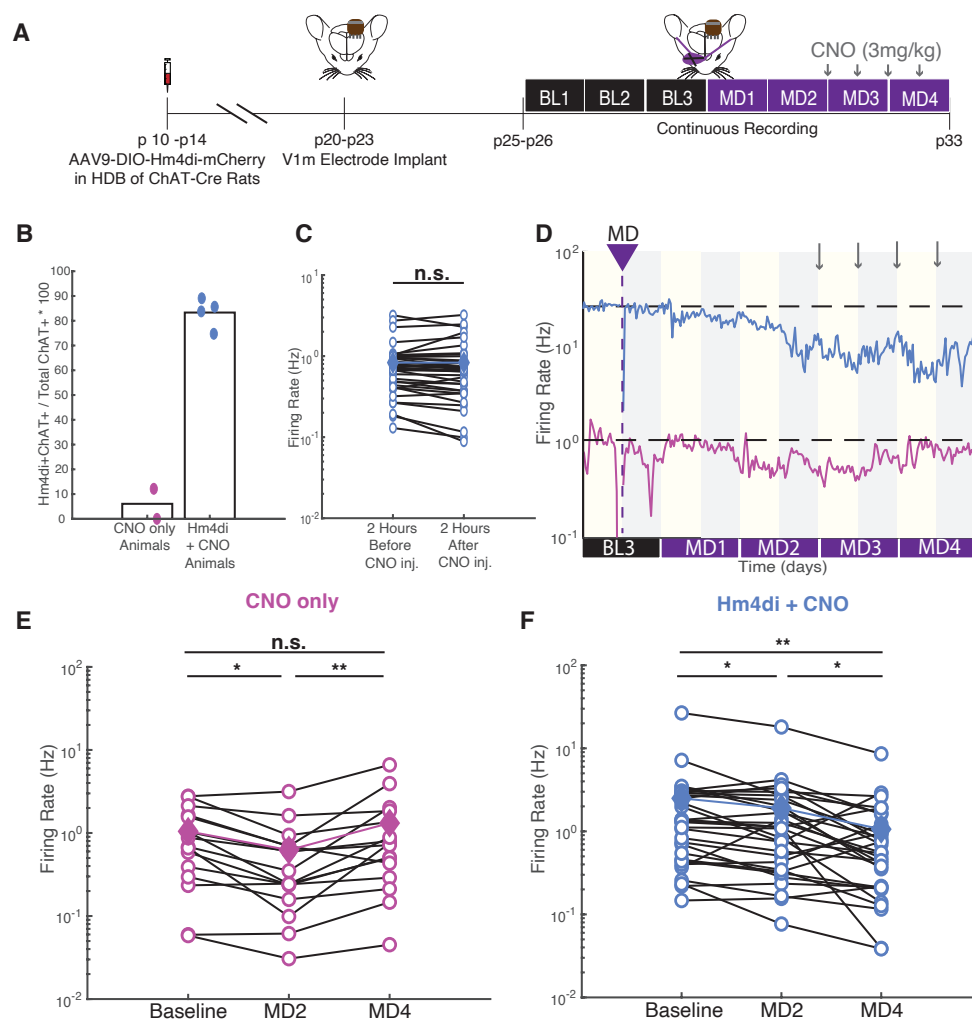 A
CNO (3mg/kg)
BL1 BL2 BL3 MD1 MD2 MD3 MD4
p 10 -p14
p20-p23
p25-p26
Continuous Recording
p33
AAV9-DIO-Hm4di-mCherry
in HDB of ChAT-Cre Rats
V1m Electrode Implant
B
Hm4di+ChAT+ / Total ChAT+ * 100
100
90
80
70
60
50
40
30
20
10
0
CNO only
Animals
Hm4di
+ CNO
Animals
C
n.s.
Firing Rate (Hz)
10^1
10^0
10^-1
10^-2
2 Hours
Before
CNO inj.
2 Hours
After
CNO inj.
D
MD
Firing Rate (Hz)
10^2
10^1
10^0
10^-1
BL3 MD1 MD2 MD3 MD4
Time (days)
CNO only
E
n.s.
* **
Firing Rate (Hz)
10^2
10^1
10^0
10^-1
10^-2
Baseline MD2 MD4
Hm4di + CNO
F
**
* *
Firing Rate (Hz)
10^2
10^1
10^0
10^-1
10^-2
Baseline MD2 MD4